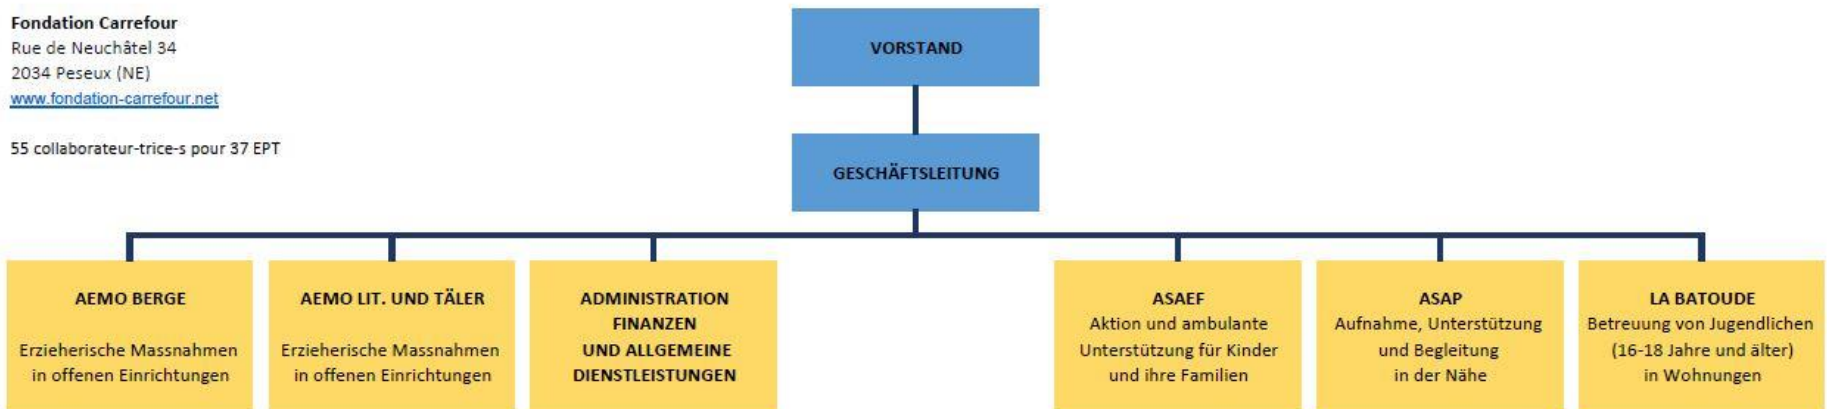 Fondation Carrefour
Rue de Neuchâtel 34
2034 Peseux (NE)
www.fondation-carrefour.net
55 collaborateur-trice-s pour 37 EPT
VORSTAND
GESCHÄFTSLEITUNG
AEMO BERGE
Erzieherische Massnahmen
in offenen Einrichtungen
AEMO LIT. UND TÄLER
Erzieherische Massnahmen
in offenen Einrichtungen
ADMINISTRATION
FINANZEN
UND ALLGEMEINE
DIENSTLEISTUNGEN
ASAEF
Aktion und ambulante
Unterstützung für Kinder
und ihre Familien
ASAP
Aufnahme, Unterstützung
und Begleitung
in der Nähe
LA BATOUDE
Betreuung von Jugendlichen
(16-18 Jahre und älter)
in Wohnungen